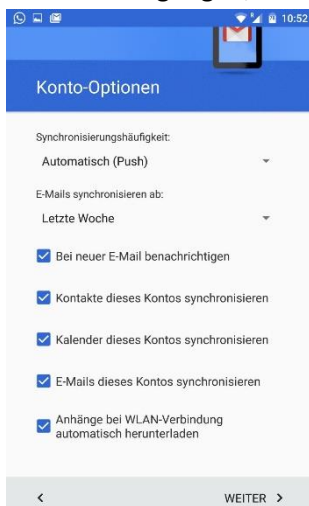 10:52
Konto-Optionen
Synchronisierungshäufigkeit:
Automatisch (Push)
E-Mails synchronisieren ab:
Letzte Woche
Bei neuer E-Mail benachrichtigen
Kontakte dieses Kontos synchronisieren
Kalender dieses Kontos synchronisieren
E-Mails dieses Kontos synchronisieren
Anhänge bei WLAN-Verbindung
automatisch herunterladen
WEITER